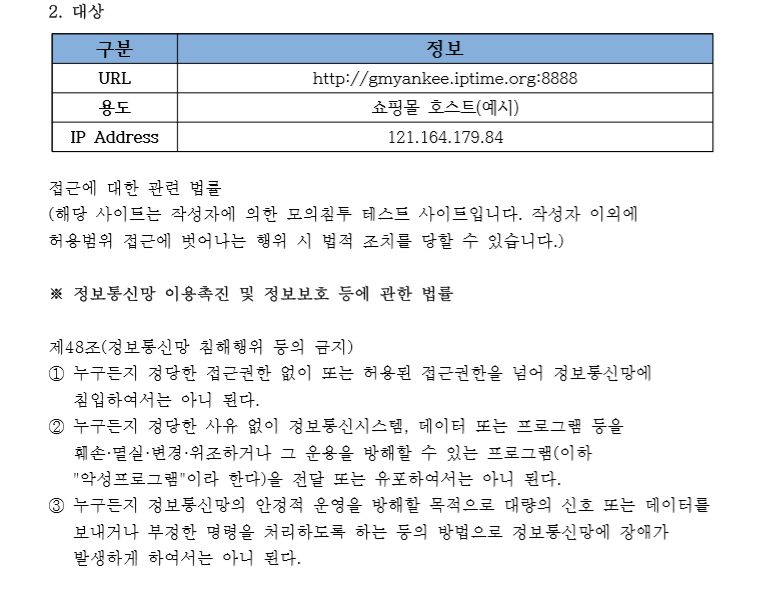 2. 대상
구분 정보
URL http://gmyankee.iptime.org:8888
용도 쇼핑몰 호스트(예시)
IP Address 121.164.179.84
접근에 대한 관련 법률
(해당 사이트는 작성자에 의한 모의침투 테스트 사이트입니다. 작성자 이외에
허용범위 접근에 벗어나는 행위 시 법적 조치를 당할 수 있습니다.)
※ 정보통신망 이용촉진 및 정보보호 등에 관한 법률
제48조(정보통신망 침해행위 등의 금지)
① 누구든지 정당한 접근권한 없이 또는 허용된 접근권한을 넘어 정보통신망에
침입하여서는 아니 된다.
② 누구든지 정당한 사유 없이 정보통신시스템, 데이터 또는 프로그램 등을
훼손·멸실·변경·위조하거나 그 운용을 방해할 수 있는 프로그램(이하
"악성프로그램"이라 한다)을 전달 또는 유포하여서는 아니 된다.
③ 누구든지 정보통신망의 안정적 운영을 방해할 목적으로 대량의 신호 또는 데이터를
보내거나 부정한 명령을 처리하도록 하는 등의 방법으로 정보통신망에 장애가
발생하게 하여서는 아니 된다.